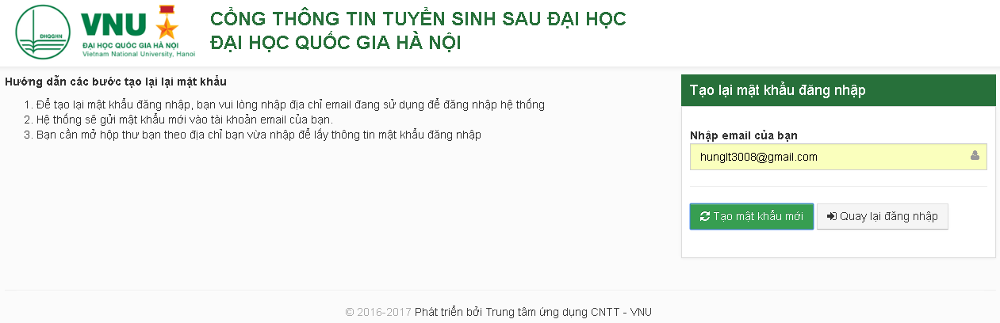 ĐHQGHN
VNU
ĐẠI HỌC QUỐC GIA HÀ NỘI
Vietnam National University, Hanoi
CỔNG THÔNG TIN TUYỂN SINH SAU ĐẠI HỌC
ĐẠI HỌC QUỐC GIA HÀ NỘI
Hướng dẫn các bước tạo lại lại mật khẩu
1. Để tạo lại mật khẩu đăng nhập, bạn vui lòng nhập địa chỉ email đang sử dụng để đăng nhập hệ thống
2. Hệ thống sẽ gửi mật khẩu mới vào tài khoản email của bạn.
3. Bạn cần mở hộp thư bạn theo địa chỉ bạn vừa nhập để lấy thông tin mật khẩu đăng nhập
Tạo lại mật khẩu đăng nhập
Nhập email của bạn
hunglt3008@gmail.com
Tạo mật khẩu mới
Quay lại đăng nhập
© 2016-2017 Phát triển bởi Trung tâm ứng dụng CNTT - VNU